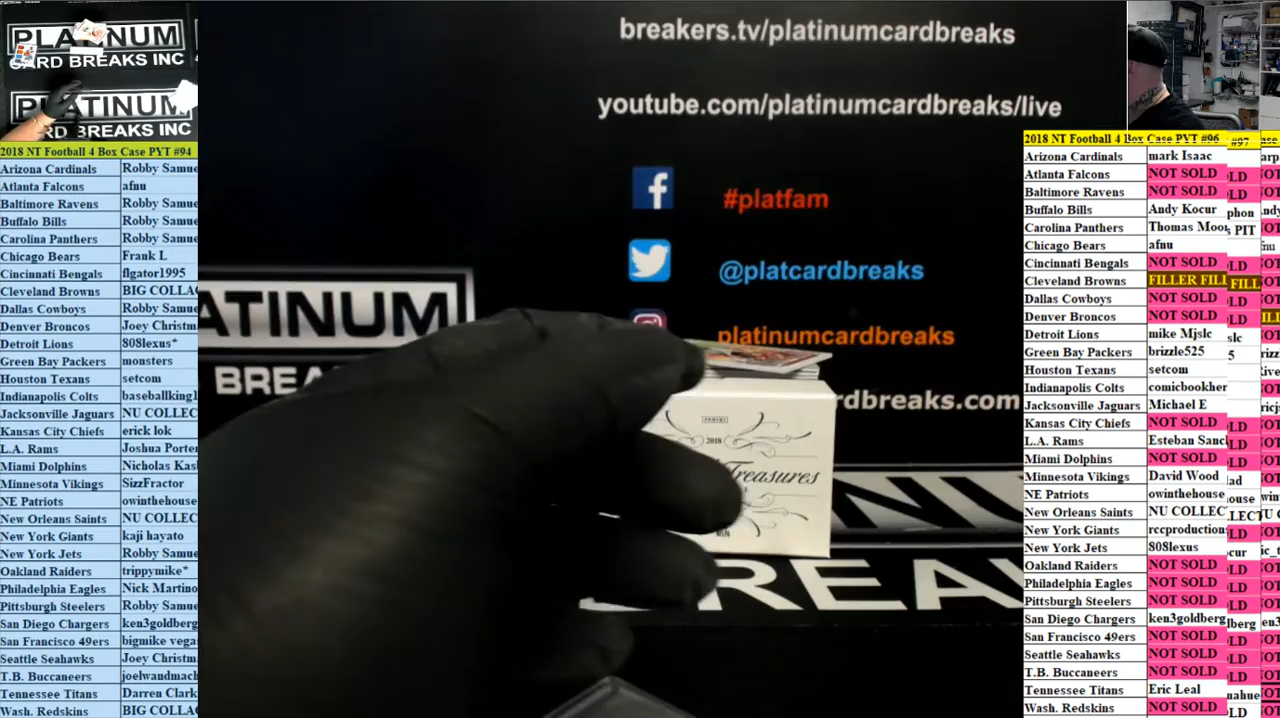 PLATINUM
CARD BREAKS INC
PLATINUM
CARD BREAKS INC
2018 NT Football 4 Box Case PYT #94
Arizona Cardinals Robby Samue
Atlanta Falcons afnu
Baltimore Ravens Robby Samue
Buffalo Bills Robby Samue
Carolina Panthers Robby Samue
Chicago Bears Frank L
Cincinnati Bengals flgator1995
Cleveland Browns BIG COLLA
Dallas Cowboys Robby Samue
Denver Broncos Joey Christm
Detroit Lions 808lexus*
Green Bay Packers monsters
Houston Texans setcom
Indianapolis Colts baseballking
Jacksonville Jaguars NU COLLEC
Kansas City Chiefs erick lok
L.A. Rams Joshua Porte
Miami Dolphins Nicholas Kas
Minnesota Vikings SizzFractor
NE Patriots owinthehouse
New Orleans Saints NU COLLEC
New York Giants kaji hayato
New York Jets Robby Samue
Oakland Raiders trippymike*
Philadelphia Eagles Nick Martino
Pittsburgh Steelers Robby Samue
San Diego Chargers ken3goldberg
San Francisco 49ers bigmike vega
Seattle Seahawks Joey Christm
T.B. Buccaneers joelwandmach
Tennessee Titans Darren Clark
Wash. Redskins BIG COLLA
breakers.tv/platinumcardbreaks
youtube.com/platinumcardbreaks/live
#platfam
@platcardbreaks
platinumcardbreaks
rdbreaks.com
ATINUM
BREA
PANINI
2018
Treasures
NU
BREA
2018 NT Football 4 Box Case PYT #96
Arizona Cardinals mark Isaac
Atlanta Falcons NOT SOLD
Baltimore Ravens NOT SOLD
Buffalo Bills Andy Kocur
Carolina Panthers Thomas Moo
Chicago Bears afnu
Cincinnati Bengals NOT SOLD
Cleveland Browns FILLER FILL
Dallas Cowboys NOT SOLD
Denver Broncos NOT SOLD
Detroit Lions mike Mjslc
Green Bay Packers brizzle525
Houston Texans setcom
Indianapolis Colts comicbookher
Jacksonville Jaguars Michael E
Kansas City Chiefs NOT SOLD
L.A. Rams Esteban Sanc
Miami Dolphins NOT SOLD
Minnesota Vikings David Wood
NE Patriots owinthehouse
New Orleans Saints NU COLLEC
New York Giants rccproduction
New York Jets 808lexus
Oakland Raiders NOT SOLD
Philadelphia Eagles NOT SOLD
Pittsburgh Steelers NOT SOLD
San Diego Chargers ken3goldberg
San Francisco 49ers NOT SOLD
Seattle Seahawks NOT SOLD
T.B. Buccaneers NOT SOLD
Tennessee Titans Eric Leal
Wash. Redskins NOT SOLD
#97